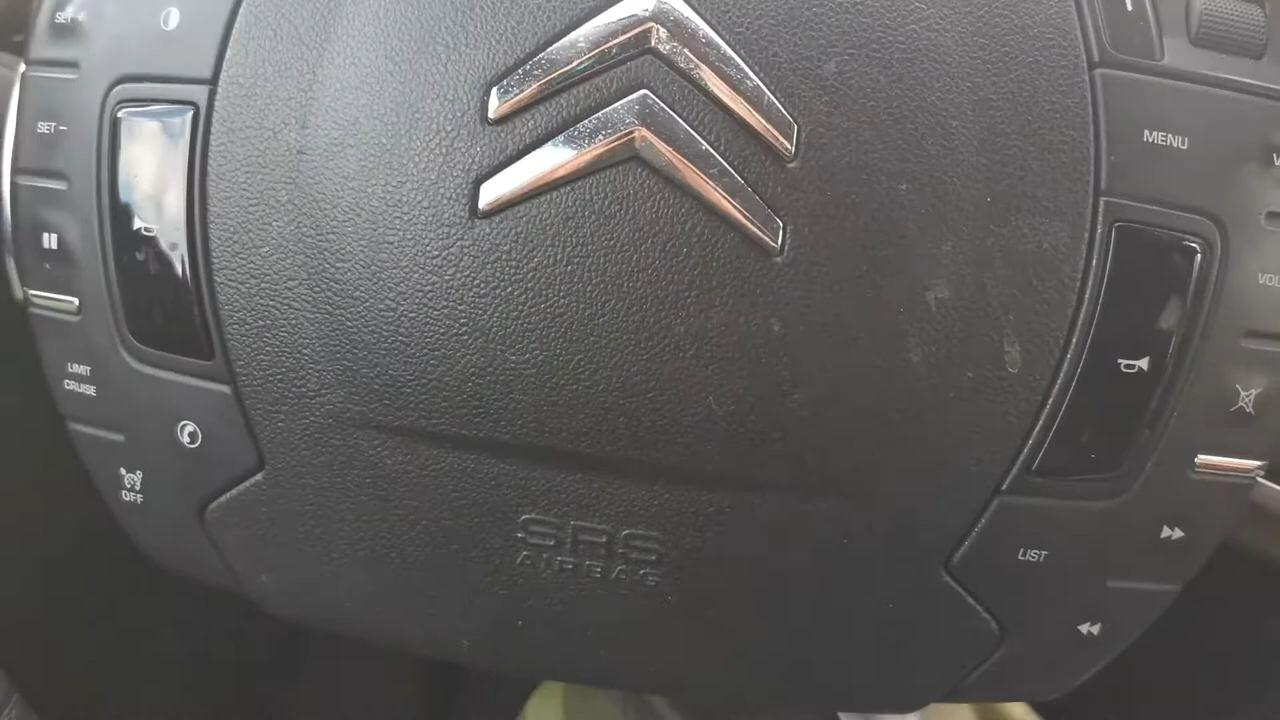 SET +
SET –
LIMIT
CRUISE
OFF
SRS
AIRBAG
MENU
VOL
LIST